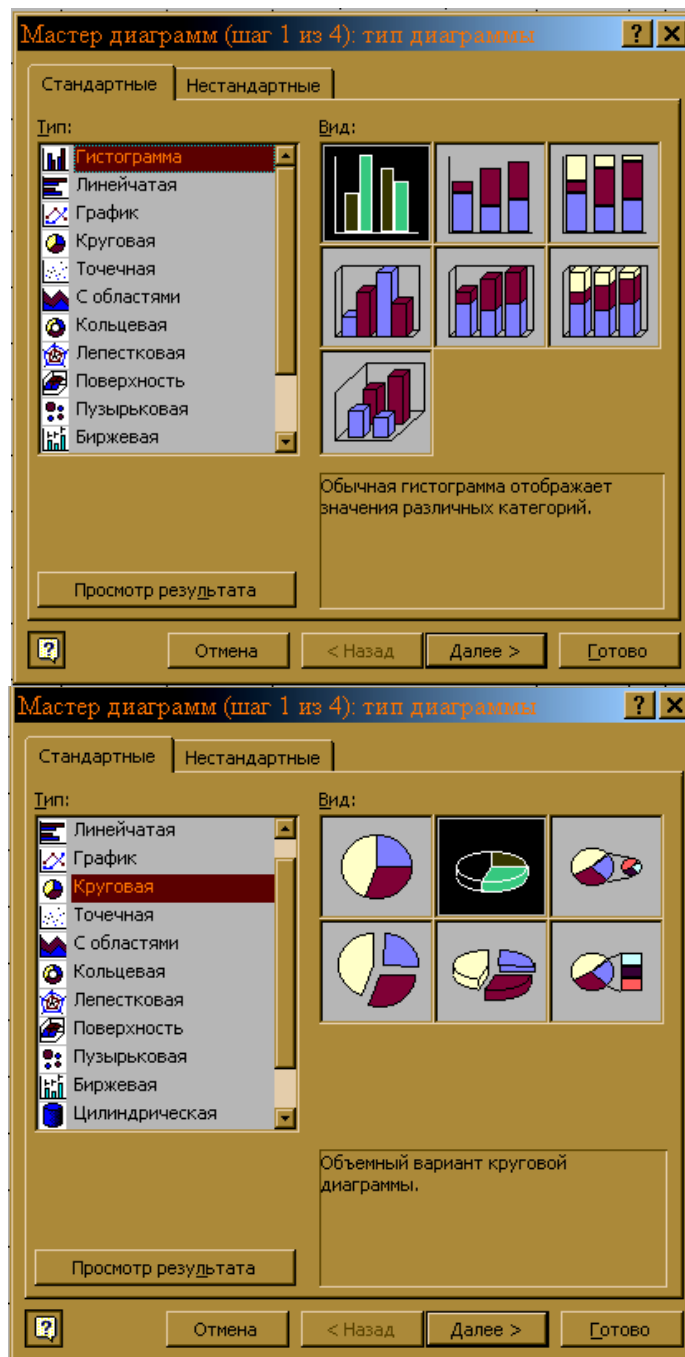 Мастер диаграмм (шаг 1 из 4): тип диаграммы
Стандартные Нестандартные
Тип: Вид:
Гистограмма
Линейчатая
График
Круговая
Точечная
С областями
Кольцевая
Лепестковая
Поверхность
Пузырьковая
Биржевая
Обычная гистограмма отображает
значения различных категорий.
Просмотр результата
Отмена < Назад Далее > Готово
Мастер диаграмм (шаг 1 из 4): тип диаграммы
Стандартные Нестандартные
Тип: Вид:
Линейчатая
График
Круговая
Точечная
С областями
Кольцевая
Лепестковая
Поверхность
Пузырьковая
Биржевая
Цилиндрическая
Объемный вариант круговой
диаграммы.
Просмотр результата
Отмена < Назад Далее > Готово